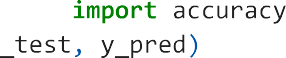 import accuracy
_test, y_pred)